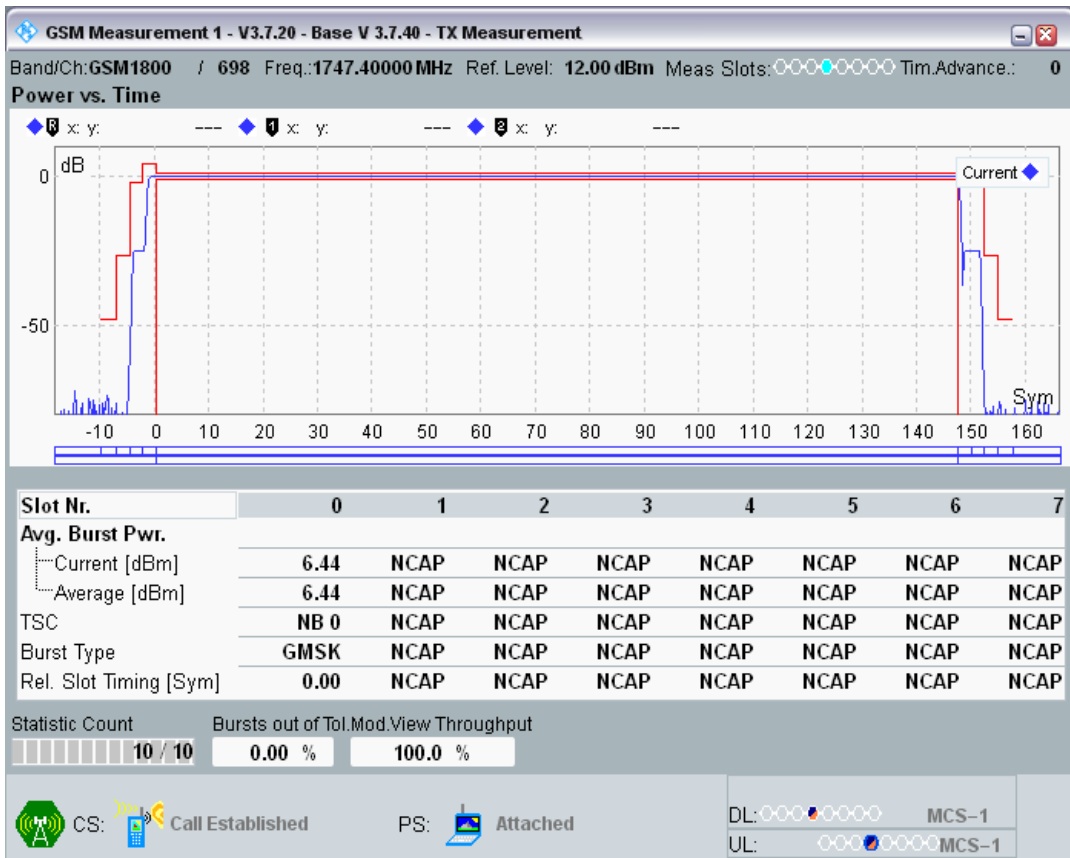 GSM Measurement 1 - V3.7.20 - Base V 3.7.40 - TX Measurement
Band/Ch:GSM1800 / 698 Freq.:1747.40000 MHz Ref. Level: 12.00 dBm Meas Slots: Tim.Advance.: 0
Power vs. Time
R x: y: --- 1 x: y: --- 2 x: y: ---
dB
0
Current
-50
Sym
-10 0 10 20 30 40 50 60 70 80 90 100 110 120 130 140 150 160
Slot Nr. 0 1 2 3 4 5 6 7
Avg. Burst Pwr.
Current [dBm] 6.44 NCAP NCAP NCAP NCAP NCAP NCAP NCAP
Average [dBm] 6.44 NCAP NCAP NCAP NCAP NCAP NCAP NCAP
TSC NB 0 NCAP NCAP NCAP NCAP NCAP NCAP NCAP
Burst Type GMSK NCAP NCAP NCAP NCAP NCAP NCAP NCAP
Rel. Slot Timing [Sym] 0.00 NCAP NCAP NCAP NCAP NCAP NCAP NCAP
Statistic Count Bursts out of Tol.Mod.View Throughput
10 / 10 0.00 % 100.0 %
CS: Call Established PS: Attached
DL: MCS-1
UL: MCS-1